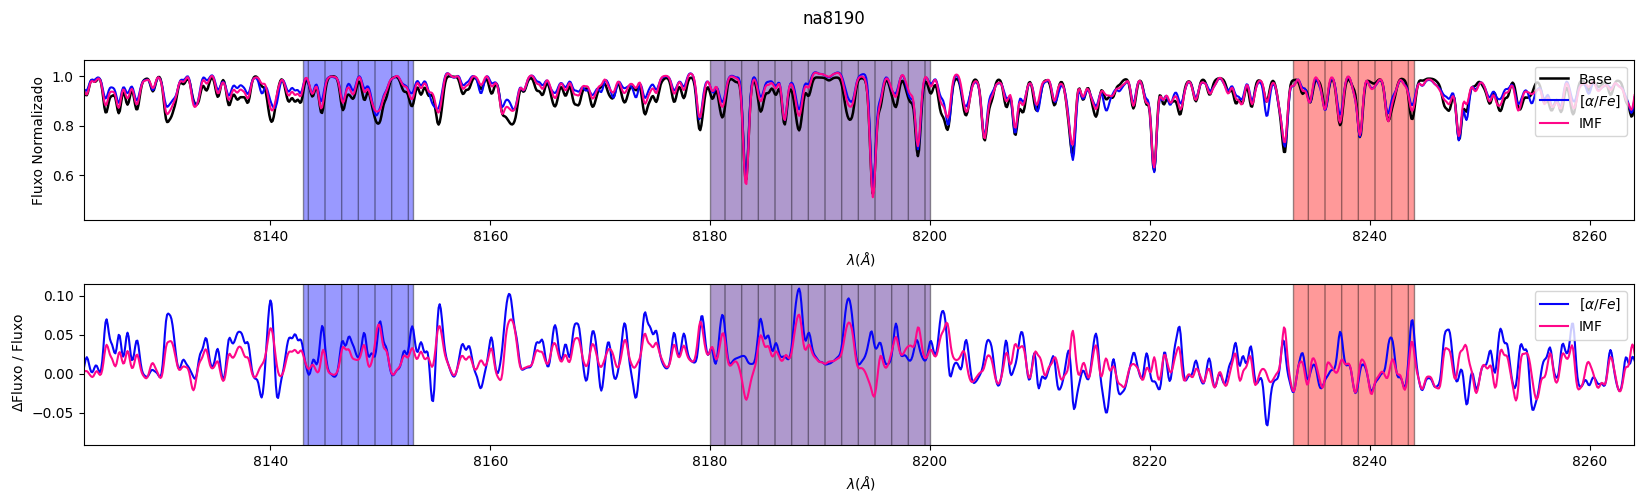 na8190
Fluxo Normalizado
1.0
0.8
0.6
Base
[α/Fe]
IMF
8140 8160 8180 8200 8220 8240 8260
λ(Å)
ΔFluxo / Fluxo
0.10
0.05
0.00
−0.05
[α/Fe]
IMF
8140 8160 8180 8200 8220 8240 8260
λ(Å)